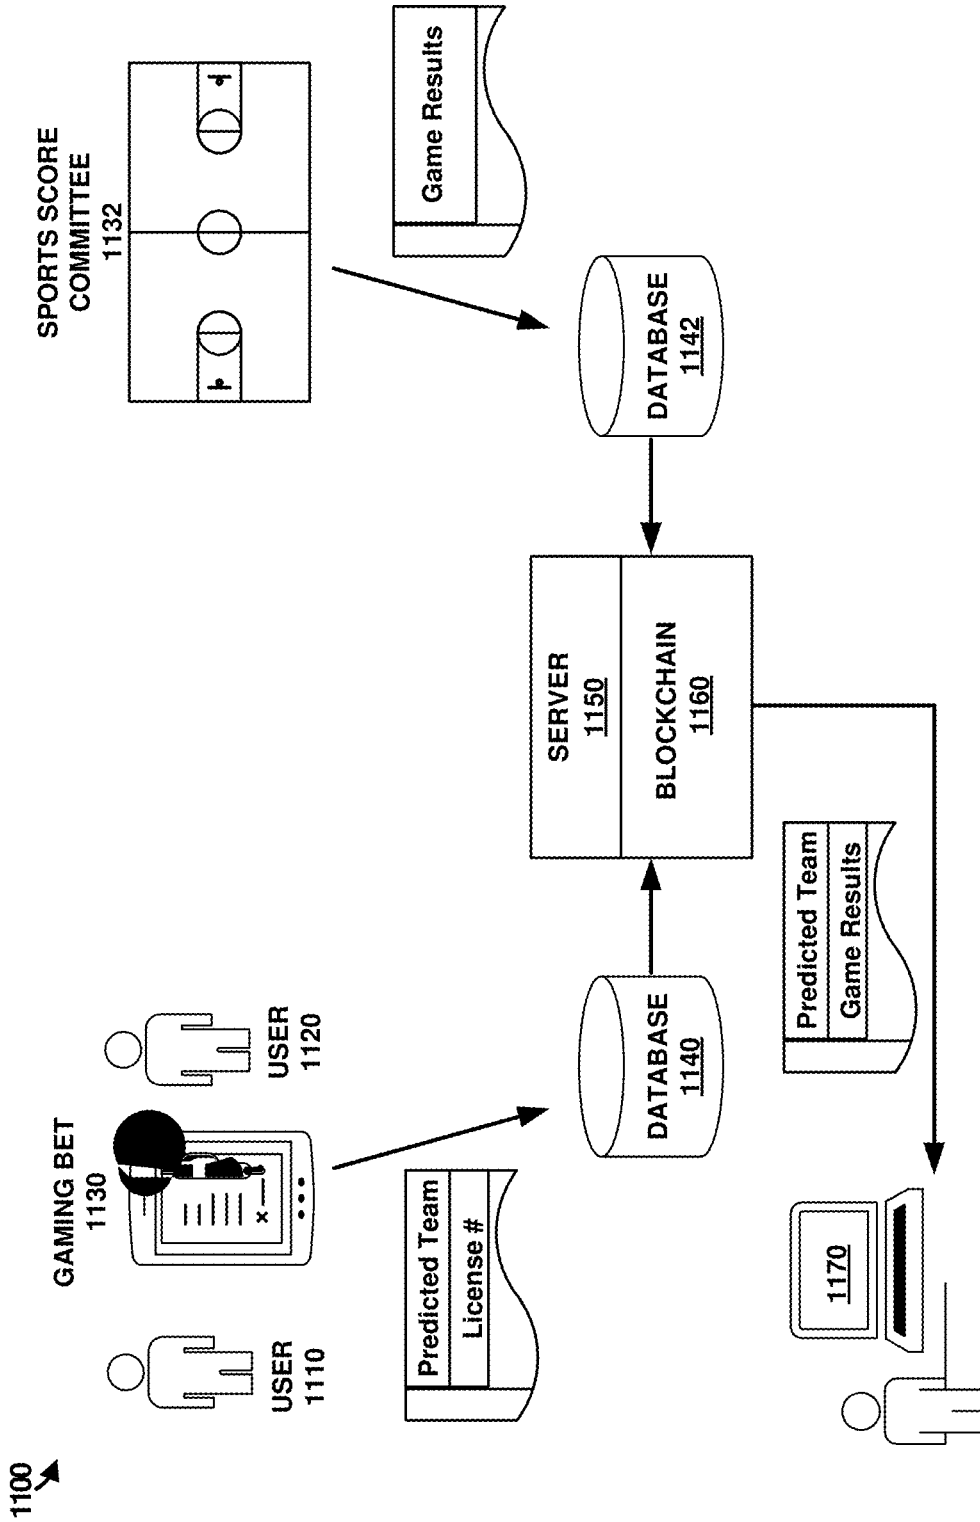 1100
GAMING BET
1130
USER
1110
USER
1120
SPORTS SCORE
COMMITTEE
1132
Predicted Team
License #
Game Results
DATABASE
1140
SERVER
1150
BLOCKCHAIN
1160
DATABASE
1142
Predicted Team
Game Results
1170